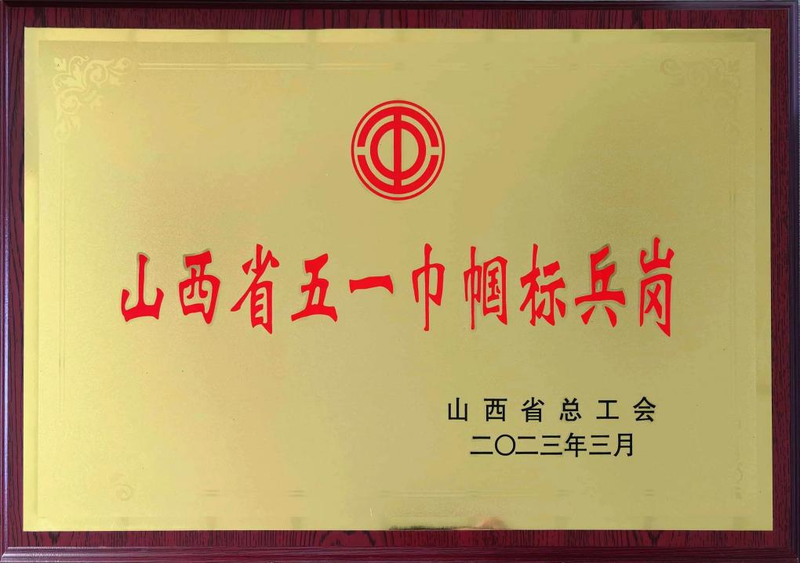 山西省五一巾帼标兵岗
山西省总工会
二〇二三年三月